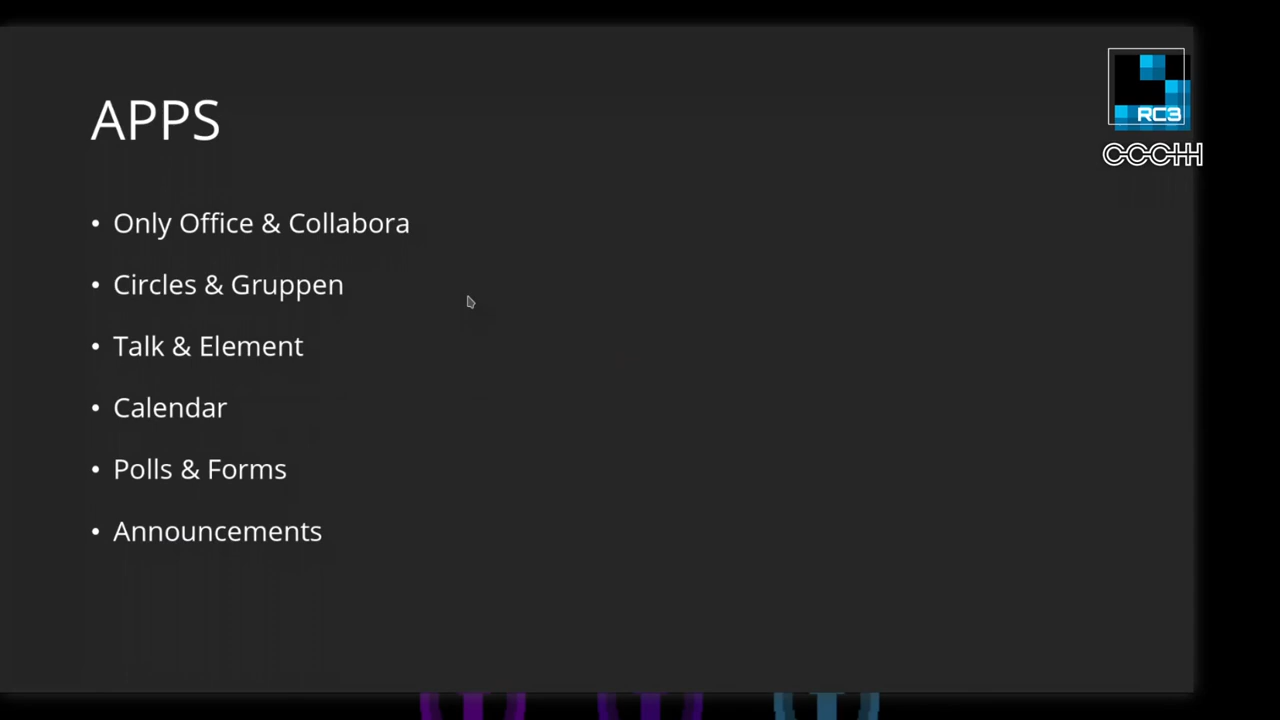 APPS
• Only Office & Collabora
• Circles & Gruppen
• Talk & Element
• Calendar
• Polls & Forms
• Announcements
RC3
CCCHH